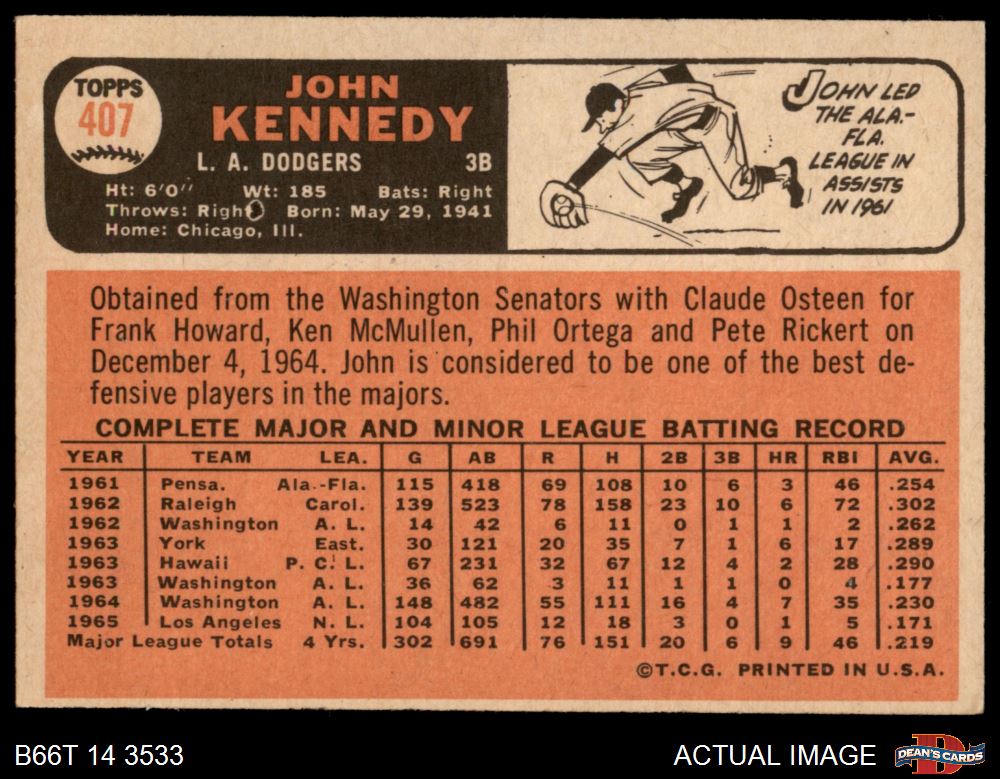 TOPPS
407
JOHN
KENNEDY
L. A. DODGERS 3B
Ht: 6'0" Wt: 185 Bats: Right
Throws: Right Born: May 29, 1941
Home: Chicago, Ill.
JOHN LED
THE ALA.-
FLA.
LEAGUE IN
ASSISTS
IN 1961
Obtained from the Washington Senators with Claude Osteen for
Frank Howard, Ken McMullen, Phil Ortega and Pete Rickert on
December 4, 1964. John is considered to be one of the best de-
fensive players in the majors.
COMPLETE MAJOR AND MINOR LEAGUE BATTING RECORD
YEAR TEAM LEA. G AB R H 2B 3B HR RBI AVG.
1961 Pensa. Ala.-Fla. 115 418 69 108 10 6 3 46 .254
1962 Raleigh Carol. 139 523 78 158 23 10 6 72 .302
1962 Washington A. L. 14 42 6 11 0 1 1 2 .262
1963 York East. 30 121 20 35 7 1 6 17 .289
1963 Hawaii P. C. L. 67 231 32 67 12 4 2 28 .290
1963 Washington A. L. 36 62 3 11 1 1 0 4 .177
1964 Washington A. L. 148 482 55 111 16 4 7 35 .230
1965 Los Angeles N. L. 104 105 12 18 3 0 1 5 .171
Major League Totals 4 Yrs. 302 691 76 151 20 6 9 46 .219
©T.C.G. PRINTED IN U.S.A.
B66T 14 3533 ACTUAL IMAGE
DEAN'S CARDS